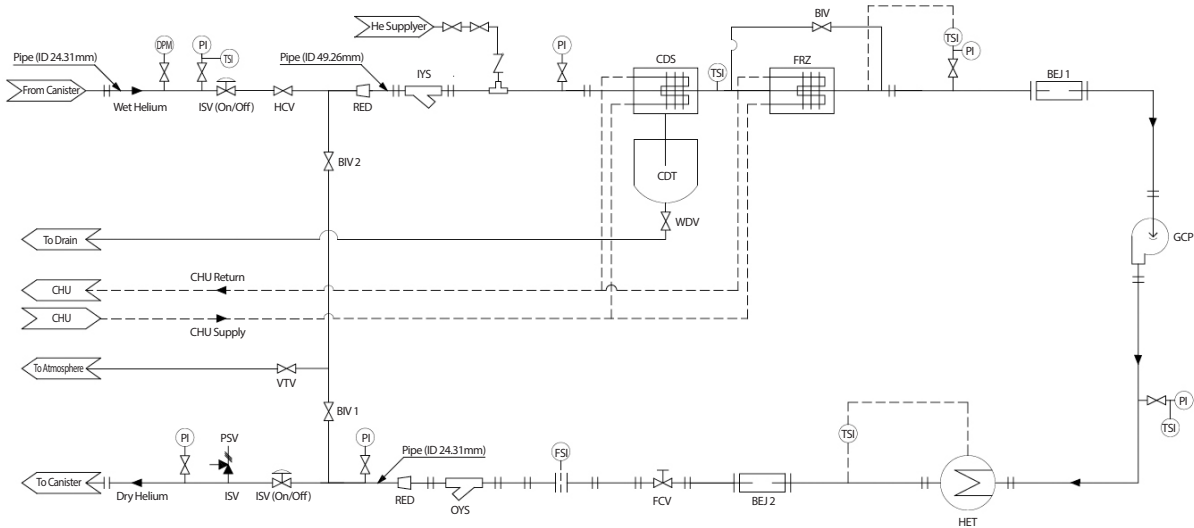 He Supplyer
BIV
DPM
PI
TSI
Pipe (ID 24.31mm)
Pipe (ID 49.26mm)
IYS
PI
CDS
TSI
FRZ
TSI
PI
BEJ 1
From Canister
Wet Helium
ISV (On/Off)
HCV
RED
BIV 2
CDT
WDV
To Drain
GCP
CHU Return
CHU
CHU
CHU Supply
To Atmosphere
VTV
BIV 1
PI
TSI
PI
PSV
PI
Pipe (ID 24.31mm)
FSI
TSI
To Canister
Dry Helium
ISV
ISV (On/Off)
RED
OYS
FCV
BEJ 2
HET